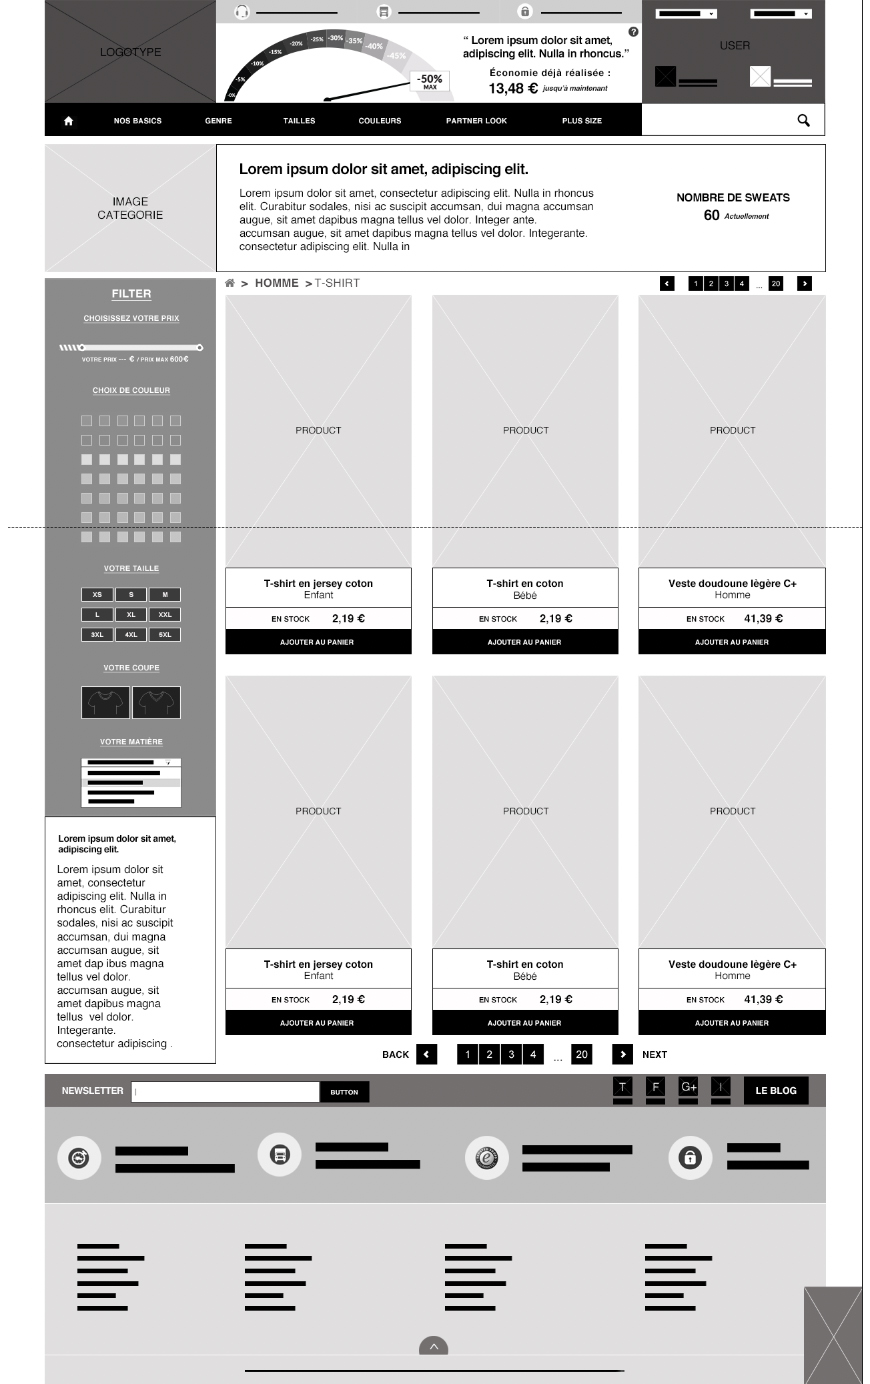 LOGOTYPE
-0%
-5%
-10%
-15%
-20%
-25%
-30%
-35%
-40%
-45%
-50%
MAX
“ Lorem ipsum dolor sit amet,
adipiscing elit. Nulla in rhoncus.”
?
Économie déjà réalisée :
13,48 € jusqu'à maintenant
USER
NOS BASICS GENRE TAILLES COULEURS PARTNER LOOK PLUS SIZE
IMAGE
CATEGORIE
Lorem ipsum dolor sit amet, adipiscing elit.
Lorem ipsum dolor sit amet, consectetur adipiscing elit. Nulla in rhoncus
elit. Curabitur sodales, nisi ac suscipit accumsan, dui magna accumsan
augue, sit amet dapibus magna tellus vel dolor. Integer ante.
accumsan augue, sit amet dapibus magna tellus vel dolor. Integerante.
consectetur adipiscing elit. Nulla in
NOMBRE DE SWEATS
60 Actuellement
> HOMME > T-SHIRT
1 2 3 4 ... 20
FILTER
CHOISISSEZ VOTRE PRIX
VOTRE PRIX --- € / PRIX MAX 600€
CHOIX DE COULEUR
VOTRE TAILLE
XS S M
L XL XXL
3XL 4XL 5XL
VOTRE COUPE
VOTRE MATIÈRE
Lorem ipsum dolor sit amet,
adipiscing elit.
Lorem ipsum dolor sit
amet, consectetur
adipiscing elit. Nulla in
rhoncus elit. Curabitur
sodales, nisi ac suscipit
accumsan, dui magna
accumsan augue, sit
amet dap ibus magna
tellus vel dolor.
accumsan augue, sit
amet dapibus magna
tellus vel dolor.
Integerante.
consectetur adipiscing .
PRODUCT PRODUCT PRODUCT
T-shirt en jersey coton T-shirt en coton Veste doudoune lègère C+
Enfant Bébé Homme
EN STOCK 2,19 € EN STOCK 2,19 € EN STOCK 41,39 €
AJOUTER AU PANIER AJOUTER AU PANIER AJOUTER AU PANIER
PRODUCT PRODUCT PRODUCT
T-shirt en jersey coton T-shirt en coton Veste doudoune lègère C+
Enfant Bébé Homme
EN STOCK 2,19 € EN STOCK 2,19 € EN STOCK 41,39 €
AJOUTER AU PANIER AJOUTER AU PANIER AJOUTER AU PANIER
BACK 1 2 3 4 ... 20 NEXT
NEWSLETTER BUTTON T F G+ I LE BLOG
e